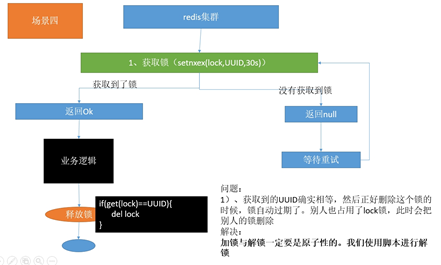 场景四
redis集群
1、获取锁（setnxex(lock,UUID,30s)）
获取到了锁
没有获取到锁
返回Ok
返回null
业务逻辑
等待重试
释放锁
if(get(lock)==UUID){
del lock
}
问题：
1）、获取到的UUID确实相等，然后正好删除这个锁的
时候，锁自动过期了。别人也占用了lock锁，此时会把
别人的锁删除
解决：
加锁与解锁一定要是原子性的。我们使用脚本进行解
锁